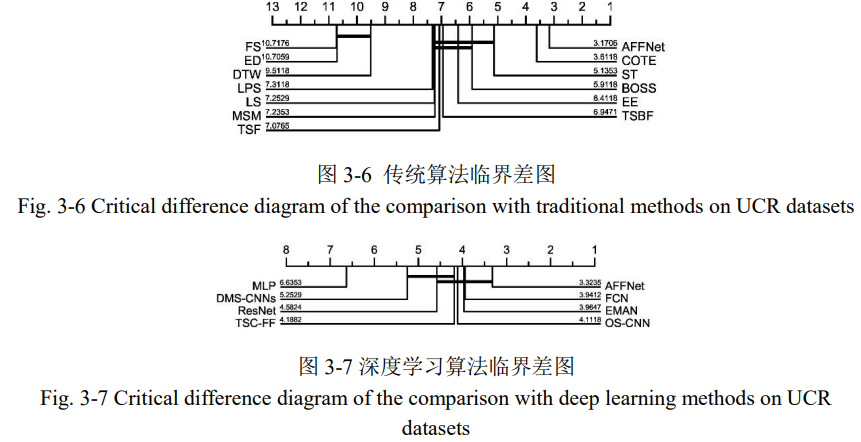 13 12 11 10 9 8 7 6 5 4 3 2 1
FS 10.7176 3.1706 AFFNet
ED 10.7059 3.6118 COTE
DTW 9.5118 5.1353 ST
LPS 7.3118 5.9118 BOSS
LS 7.2529 6.4118 EE
MSM 7.2353 6.9471 TSBF
TSF 7.0765
图 3-6 传统算法临界差图
Fig. 3-6 Critical difference diagram of the comparison with traditional methods on UCR datasets
8 7 6 5 4 3 2 1
MLP 6.6353 3.3235 AFFNet
DMS-CNNs 5.2529 3.9412 FCN
ResNet 4.5824 3.9647 EMAN
TSC-FF 4.1882 4.1118 OS-CNN
图 3-7 深度学习算法临界差图
Fig. 3-7 Critical difference diagram of the comparison with deep learning methods on UCR
datasets